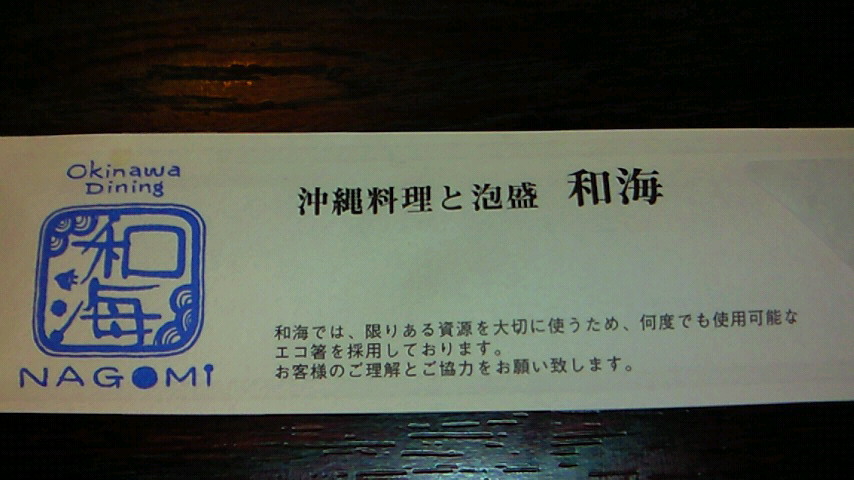 Okinawa
Dining
和海
NAGOMI
沖縄料理と泡盛 和海
和海では、限りある資源を大切に使うため、何度でも使用可能な
エコ箸を採用しております。
お客様のご理解とご協力をお願い致します。